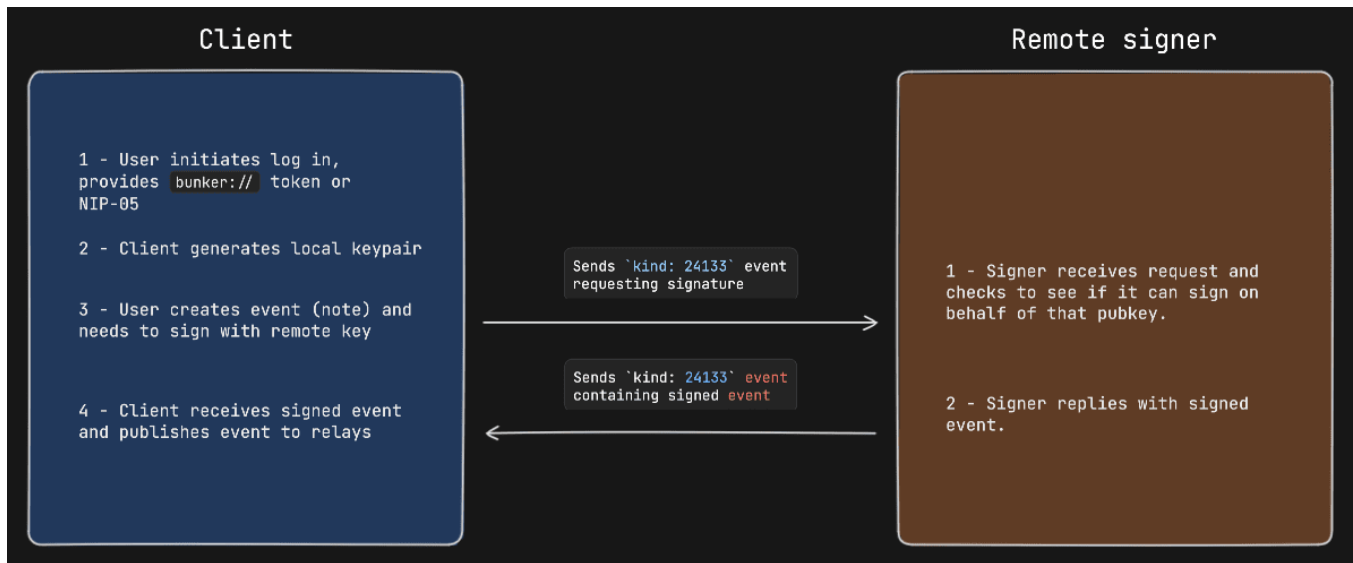 Client
Remote signer
1 - User initiates log in,
provides bunker:// token or
NIP-05
2 - Client generates local keypair
3 - User creates event (note) and
needs to sign with remote key
4 - Client receives signed event
and publishes event to relays
Sends `kind: 24133` event
requesting signature
Sends `kind: 24133` event
containing signed event
1 - Signer receives request and
checks to see if it can sign on
behalf of that pubkey.
2 - Signer replies with signed
event.